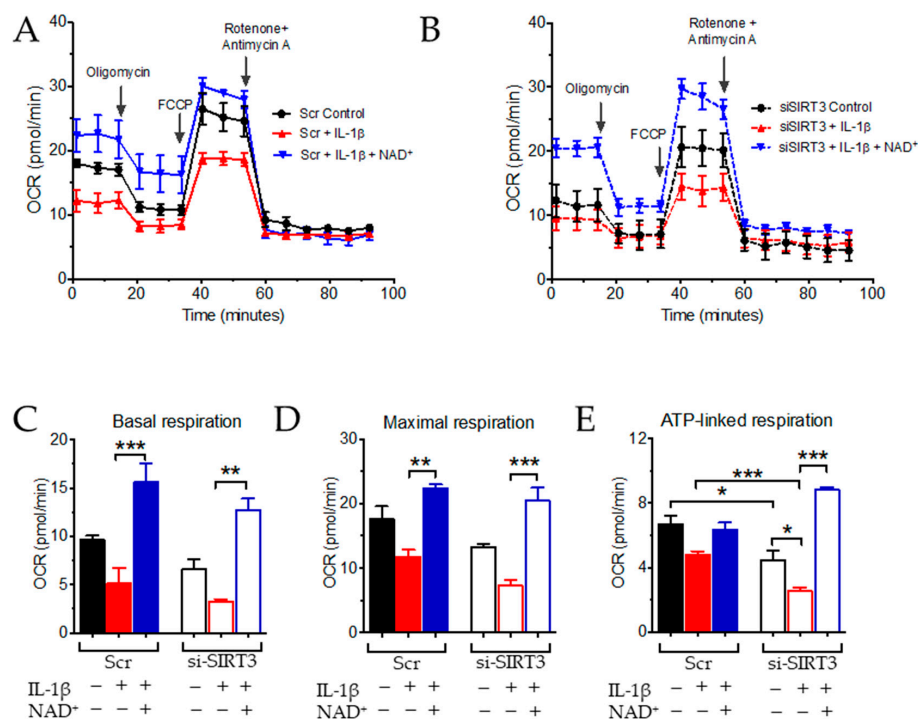 A
OCR (pmol/min)
40
30
20
10
0
Oligomycin
FCCP
Rotenone+
Antimycin A
Scr Control
Scr + IL-1β
Scr + IL-1β + NAD⁺
0 20 40 60 80 100
Time (minutes)
B
OCR (pmol/min)
40
30
20
10
0
Oligomycin
FCCP
Rotenone +
Antimycin A
siSIRT3 Control
siSIRT3 + IL-1β
siSIRT3 + IL-1β + NAD⁺
0 20 40 60 80 100
Time (minutes)
C
Basal respiration
OCR (pmol/min)
20
15
10
5
0
***
**
Scr si-SIRT3
IL-1β − + + − + +
NAD⁺ + +
D
Maximal respiration
OCR (pmol/min)
30
20
10
0
**
***
Scr si-SIRT3
− + + − + +
+ +
E
ATP-linked respiration
OCR (pmol/min)
12
9
6
3
0
***
***
*
*
Scr si-SIRT3
IL-1β − + + − + +
NAD⁺ + +